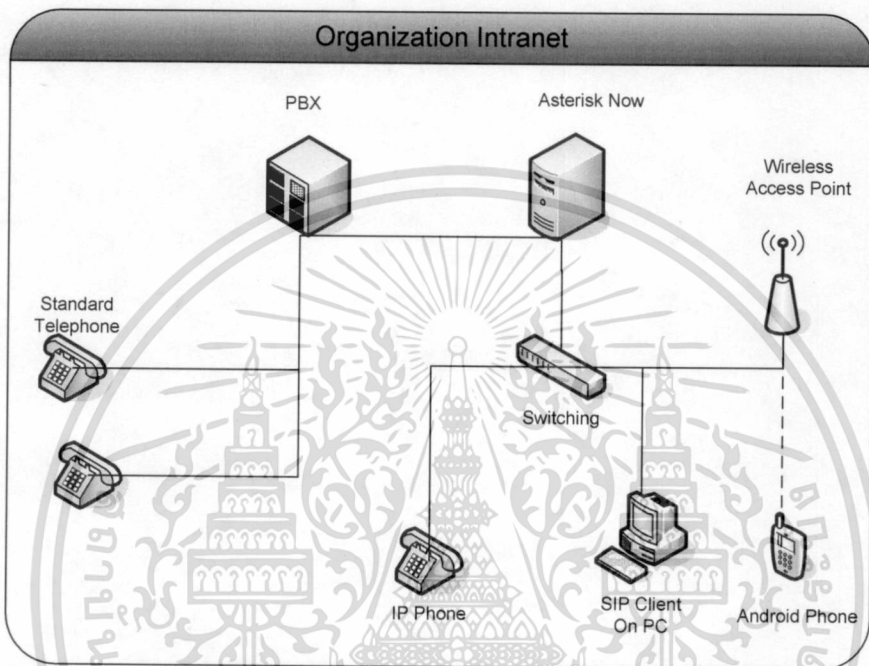 Organization Intranet
PBX
Asterisk Now
Wireless
Access Point
Standard
Telephone
Switching
IP Phone
SIP Client
On PC
Android Phone